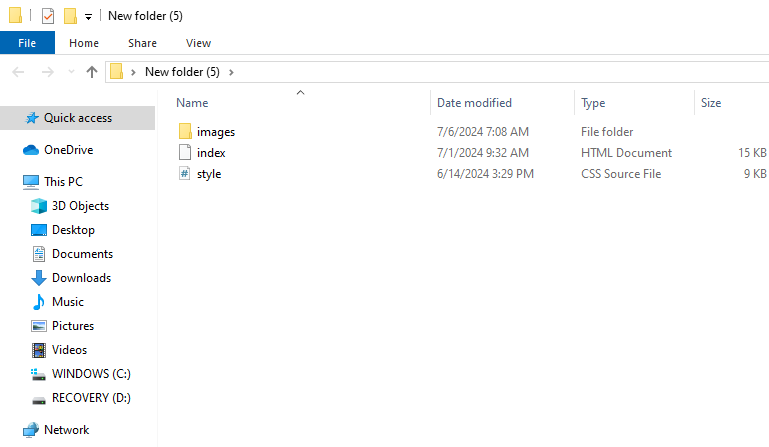 New folder (5)
File Home Share View
New folder (5)
Name Date modified Type Size
Quick access
OneDrive
This PC
3D Objects
Desktop
Documents
Downloads
Music
Pictures
Videos
WINDOWS (C:)
RECOVERY (D:)
Network
images 7/6/2024 7:08 AM File folder
index 7/1/2024 9:32 AM HTML Document 15 KB
# style 6/14/2024 3:29 PM CSS Source File 9 KB